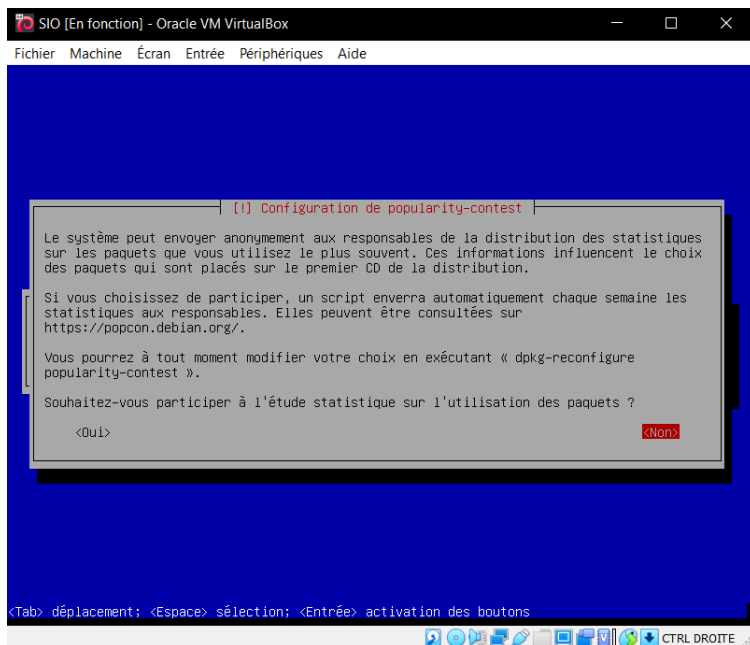 SIO [En fonction] - Oracle VM VirtualBox
Fichier Machine Écran Entrée Périphériques Aide
[!] Configuration de popularity-contest
Le système peut envoyer anonymement aux responsables de la distribution des statistiques
sur les paquets que vous utilisez le plus souvent. Ces informations influencent le choix
des paquets qui sont placés sur le premier CD de la distribution.
Si vous choisissez de participer, un script enverra automatiquement chaque semaine les
statistiques aux responsables. Elles peuvent être consultées sur
https://popcon.debian.org/.
Vous pourrez à tout moment modifier votre choix en exécutant « dpkg-reconfigure
popularity-contest ».
Souhaitez-vous participer à l'étude statistique sur l'utilisation des paquets ?
<Oui> <Non>
<Tab> déplacement; <Espace> sélection; <Entrée> activation des boutons
CTRL DROITE